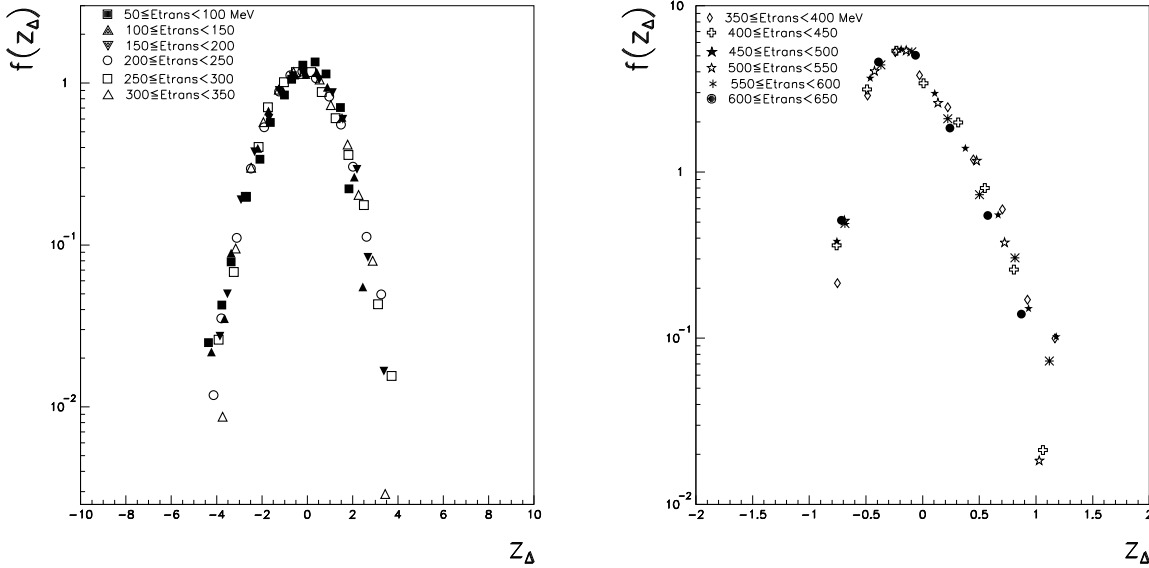 f(z_Δ)
50≤Etrans<100 MeV
100≤Etrans<150
150≤Etrans<200
200≤Etrans<250
250≤Etrans<300
300≤Etrans<350
1
10^-1
10^-2
-10 -8 -6 -4 -2 0 2 4 6 8 10
z_Δ
f(z_Δ)
350≤Etrans<400 MeV
400≤Etrans<450
450≤Etrans<500
500≤Etrans<550
550≤Etrans<600
600≤Etrans<650
10
1
10^-1
10^-2
-2 -1.5 -1 -0.5 0 0.5 1 1.5 2
z_Δ